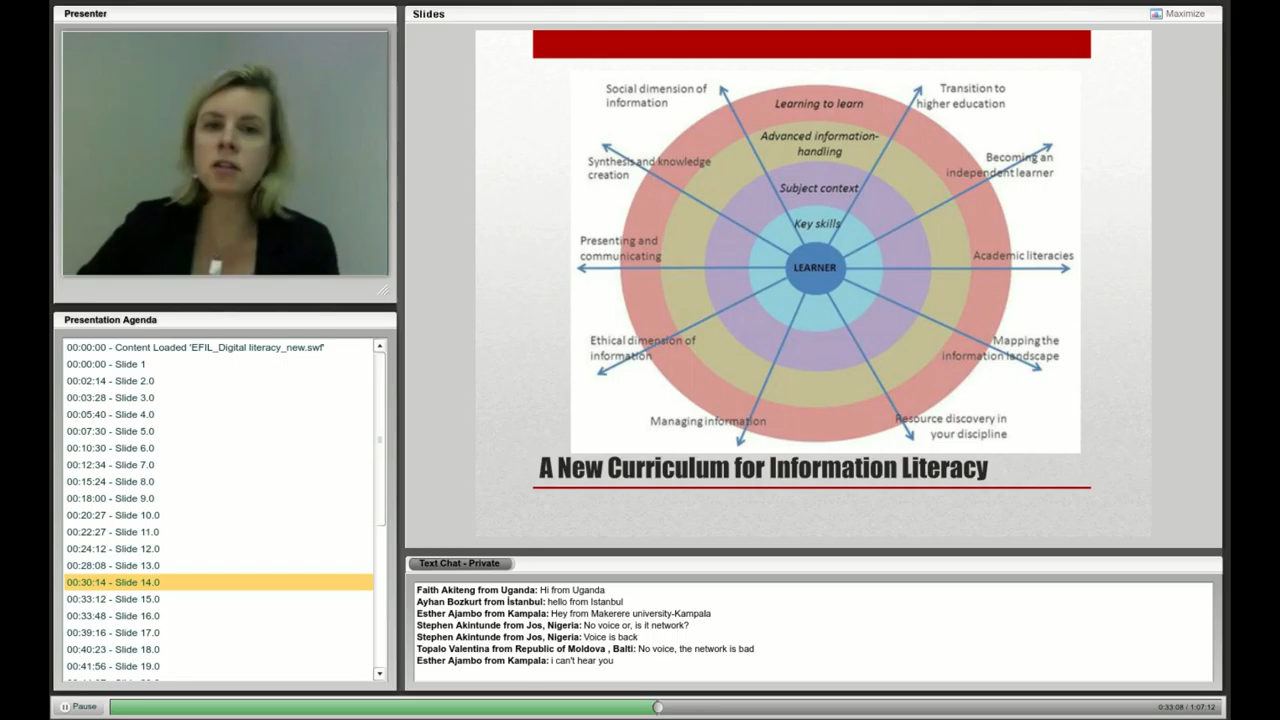 Presenter
Slides
Maximize
Social dimension of
information
Learning to learn
Transition to
higher education
Advanced information-
handling
Synthesis and knowledge
creation
Becoming an
independent learner
Subject context
Key skills
Presenting and
communicating
LEARNER
Academic literacies
Ethical dimension of
information
Mapping the
information landscape
Managing information
Resource discovery in
your discipline
A New Curriculum for Information Literacy
Presentation Agenda
00:00:00 - Content Loaded 'EFIL_Digital literacy_new.swf'
00:00:00 - Slide 1
00:02:14 - Slide 2.0
00:03:28 - Slide 3.0
00:05:40 - Slide 4.0
00:07:30 - Slide 5.0
00:10:30 - Slide 6.0
00:12:34 - Slide 7.0
00:15:24 - Slide 8.0
00:18:00 - Slide 9.0
00:20:27 - Slide 10.0
00:22:27 - Slide 11.0
00:24:12 - Slide 12.0
00:28:08 - Slide 13.0
00:30:14 - Slide 14.0
00:33:12 - Slide 15.0
00:33:48 - Slide 16.0
00:39:16 - Slide 17.0
00:40:23 - Slide 18.0
00:41:56 - Slide 19.0
Text Chat - Private
Faith Akiteng from Uganda: Hi from Uganda
Ayhan Bozkurt from İstanbul: hello from Istanbul
Esther Ajambo from Kampala: Hey from Makerere university-Kampala
Stephen Akintunde from Jos, Nigeria: No voice or, is it network?
Stephen Akintunde from Jos, Nigeria: Voice is back
Topalo Valentina from Republic of Moldova , Balti: No voice, the network is bad
Esther Ajambo from Kampala: i can't hear you
Pause
0:33:08 / 1:07:12